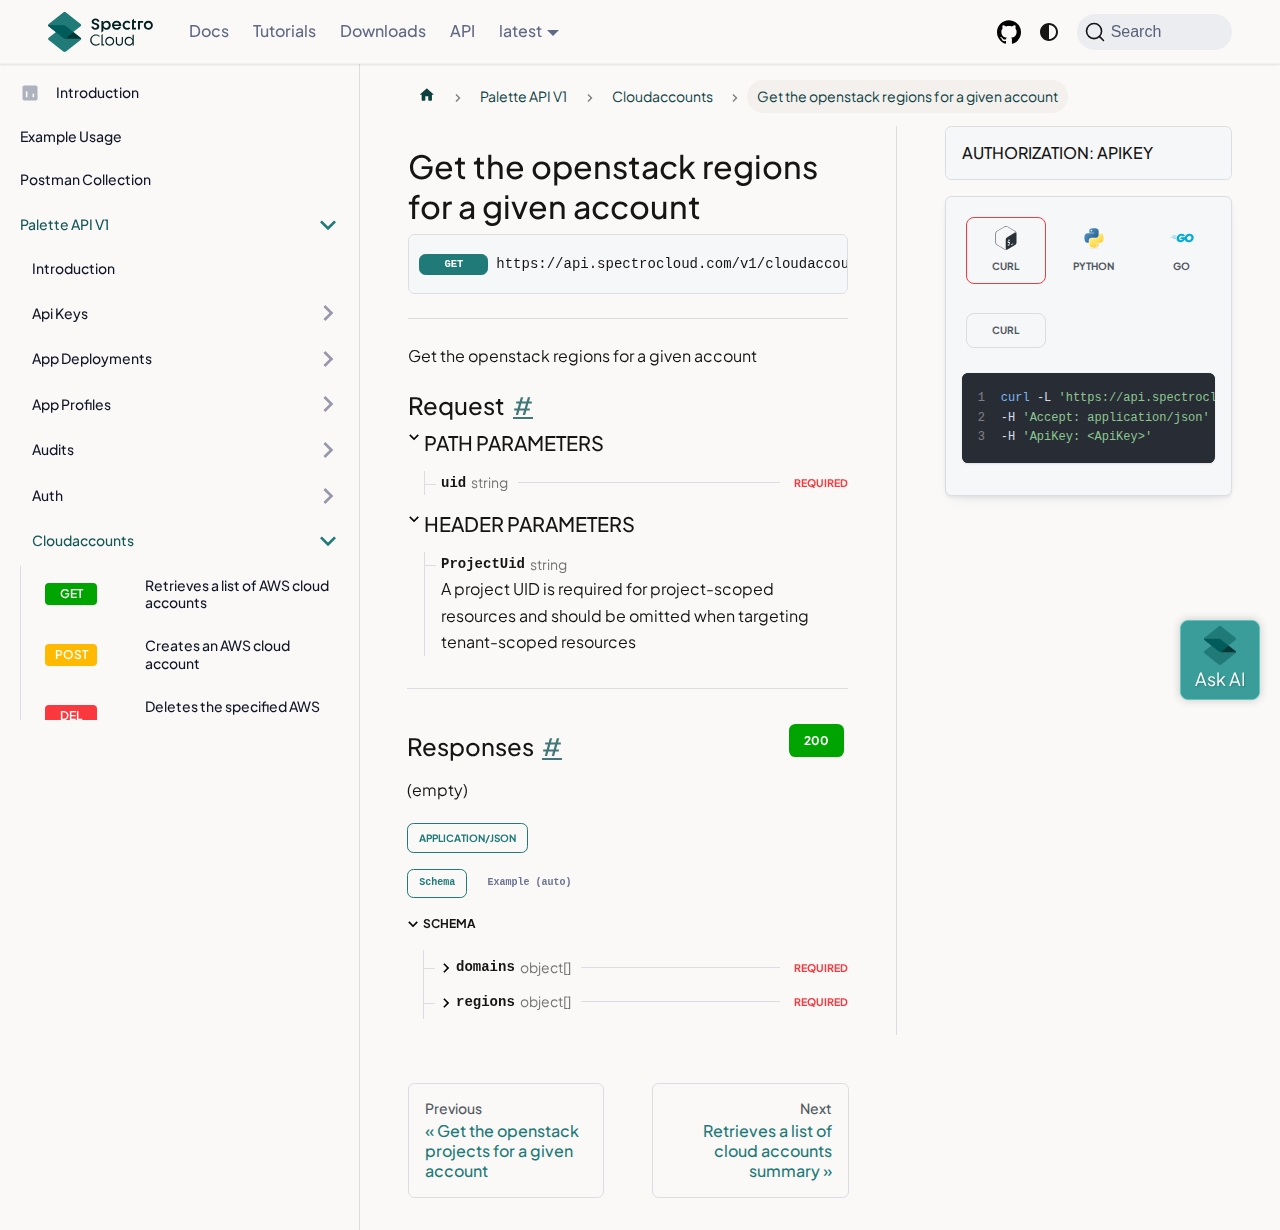 Spectro Cloud
Docs
Tutorials
Downloads
API
latest
Search
Introduction
Example Usage
Postman Collection
Palette API V1
Introduction
Api Keys
App Deployments
App Profiles
Audits
Auth
Cloudaccounts
GET Retrieves a list of AWS cloud
accounts
POST Creates an AWS cloud
account
DEL Deletes the specified AWS
Palette API V1
Cloudaccounts
Get the openstack regions for a given account
Get the openstack regions
for a given account
GET https://api.spectrocloud.com/v1/cloudaccou
Get the openstack regions for a given account
Request #
PATH PARAMETERS
uid string REQUIRED
HEADER PARAMETERS
ProjectUid string
A project UID is required for project-scoped
resources and should be omitted when targeting
tenant-scoped resources
Responses #
200
(empty)
APPLICATION/JSON
Schema Example (auto)
SCHEMA
domains object[] REQUIRED
regions object[] REQUIRED
Previous
« Get the openstack
projects for a given
account
Next
Retrieves a list of
cloud accounts
summary »
AUTHORIZATION: APIKEY
CURL PYTHON GO
CURL
1 curl -L 'https://api.spectrocl
2 -H 'Accept: application/json'
3 -H 'ApiKey: <ApiKey>'
Ask AI